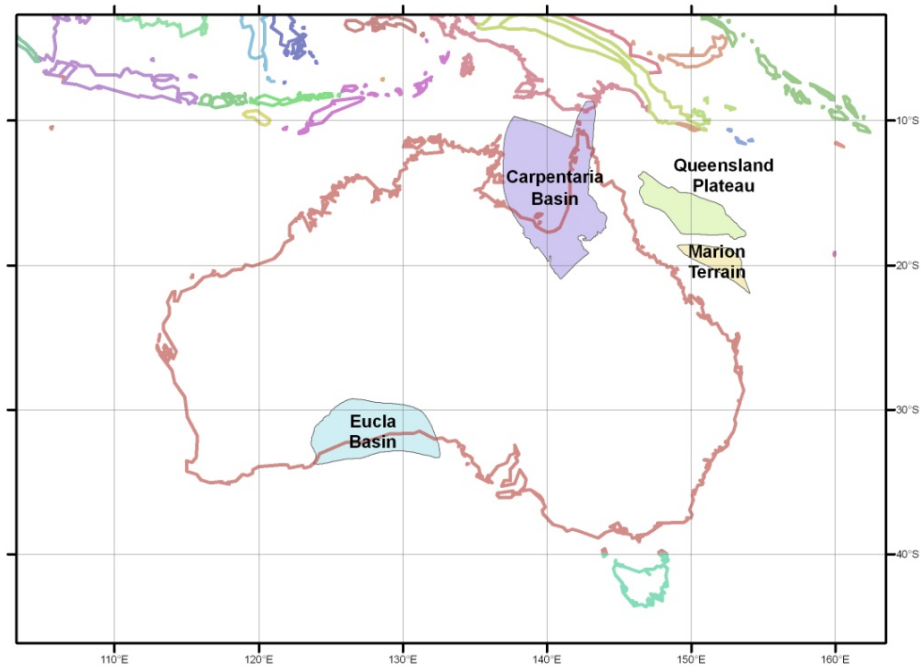 10°S
Queensland
Plateau
Carpentaria
Basin
Marion
Terrain
20°S
30°S
Eucla
Basin
40°S
110°E
120°E
130°E
140°E
150°E
160°E